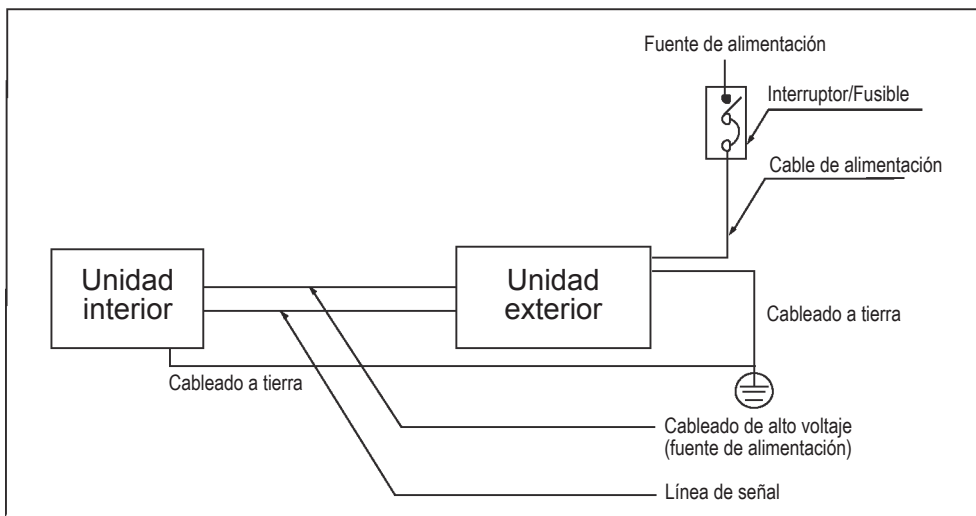 Fuente de alimentación
Interruptor/Fusible
Cable de alimentación
Unidad
interior
Unidad
exterior
Cableado a tierra
Cableado a tierra
Cableado de alto voltaje
(fuente de alimentación)
Línea de señal